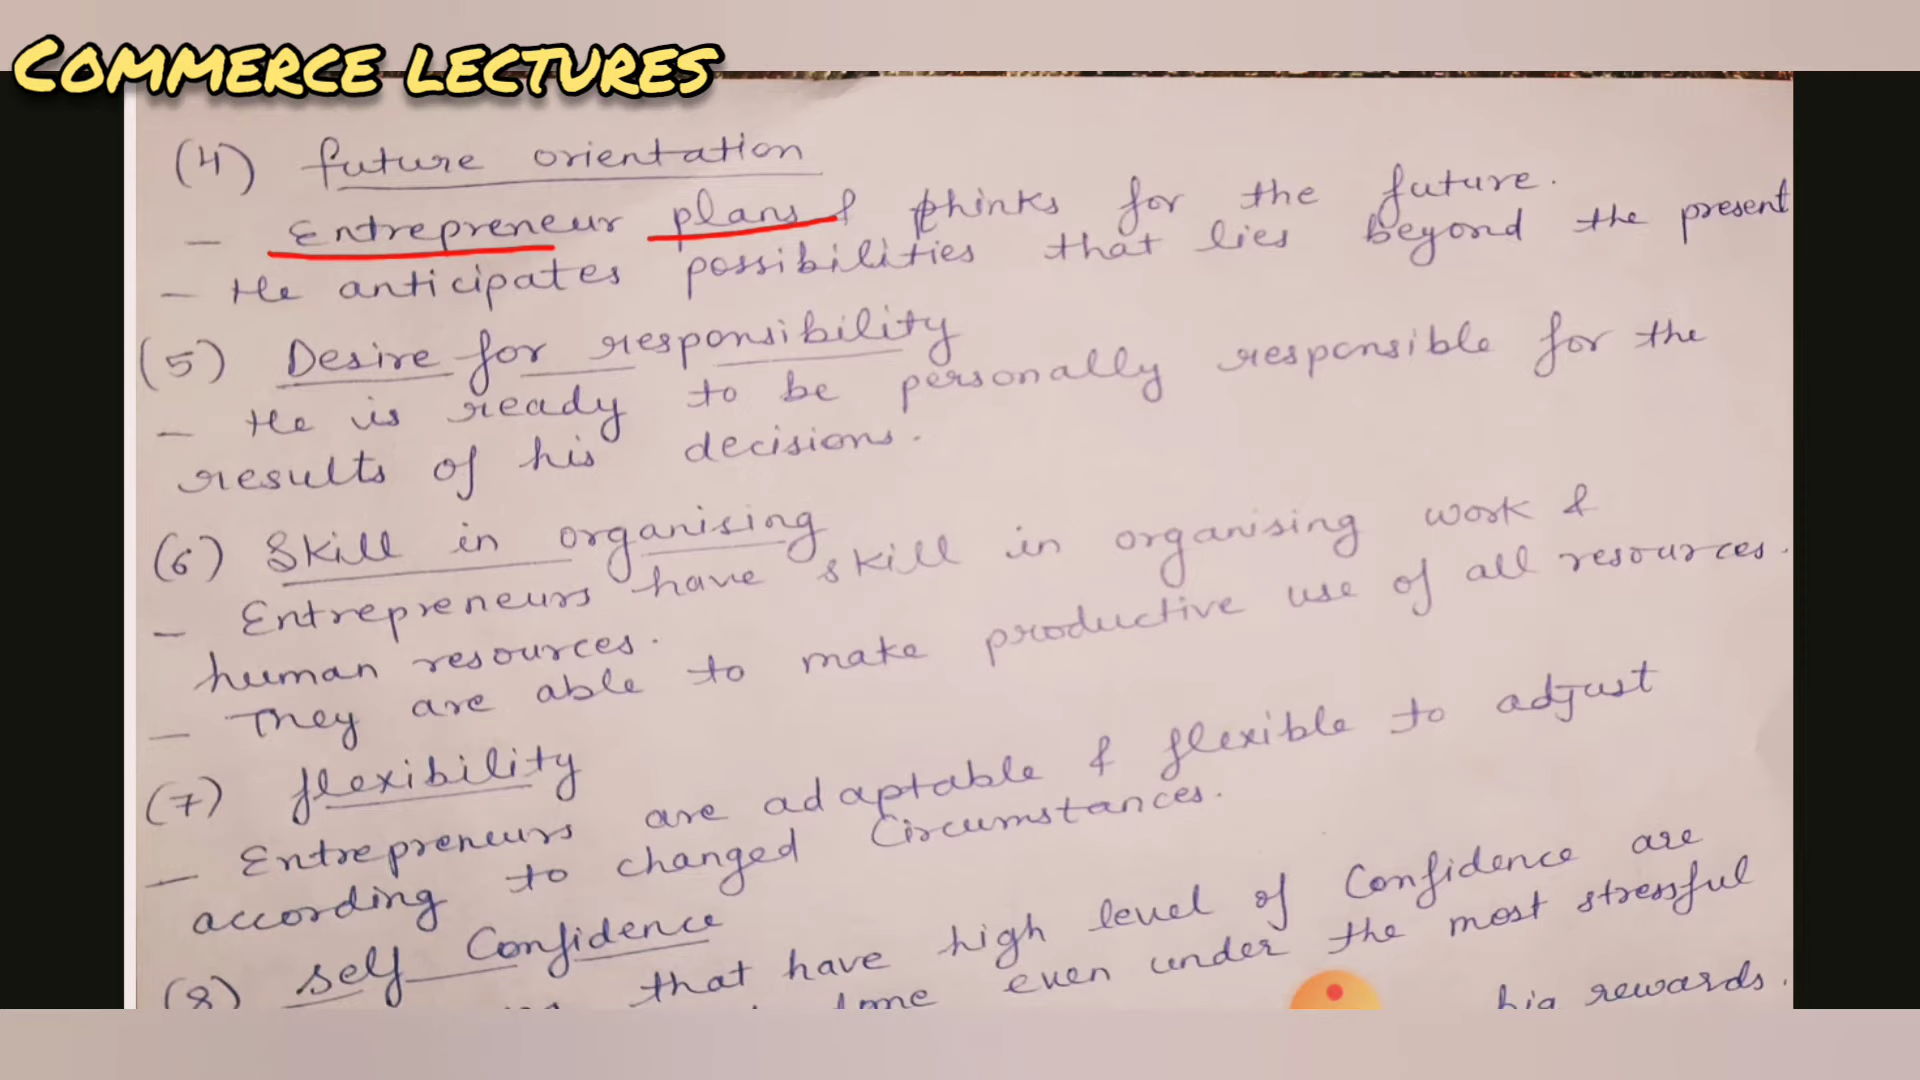 COMMERCE LECTURES
(4) future orientation
- Entrepreneur plans & thinks for the future.
- He anticipates possibilities that lies beyond the present
(5) Desire for responsibility
- He is ready to be personally responsible for the
results of his decisions.
(6) Skill in organising
- Entrepreneurs have skill in organising work &
human resources.
- They are able to make productive use of all resources.
(7) flexibility
- Entrepreneurs are adaptable & flexible to adjust
according to changed Circumstances.
(8) self Confidence
that have high level of Confidence are
done even under the most stressful
big rewards.